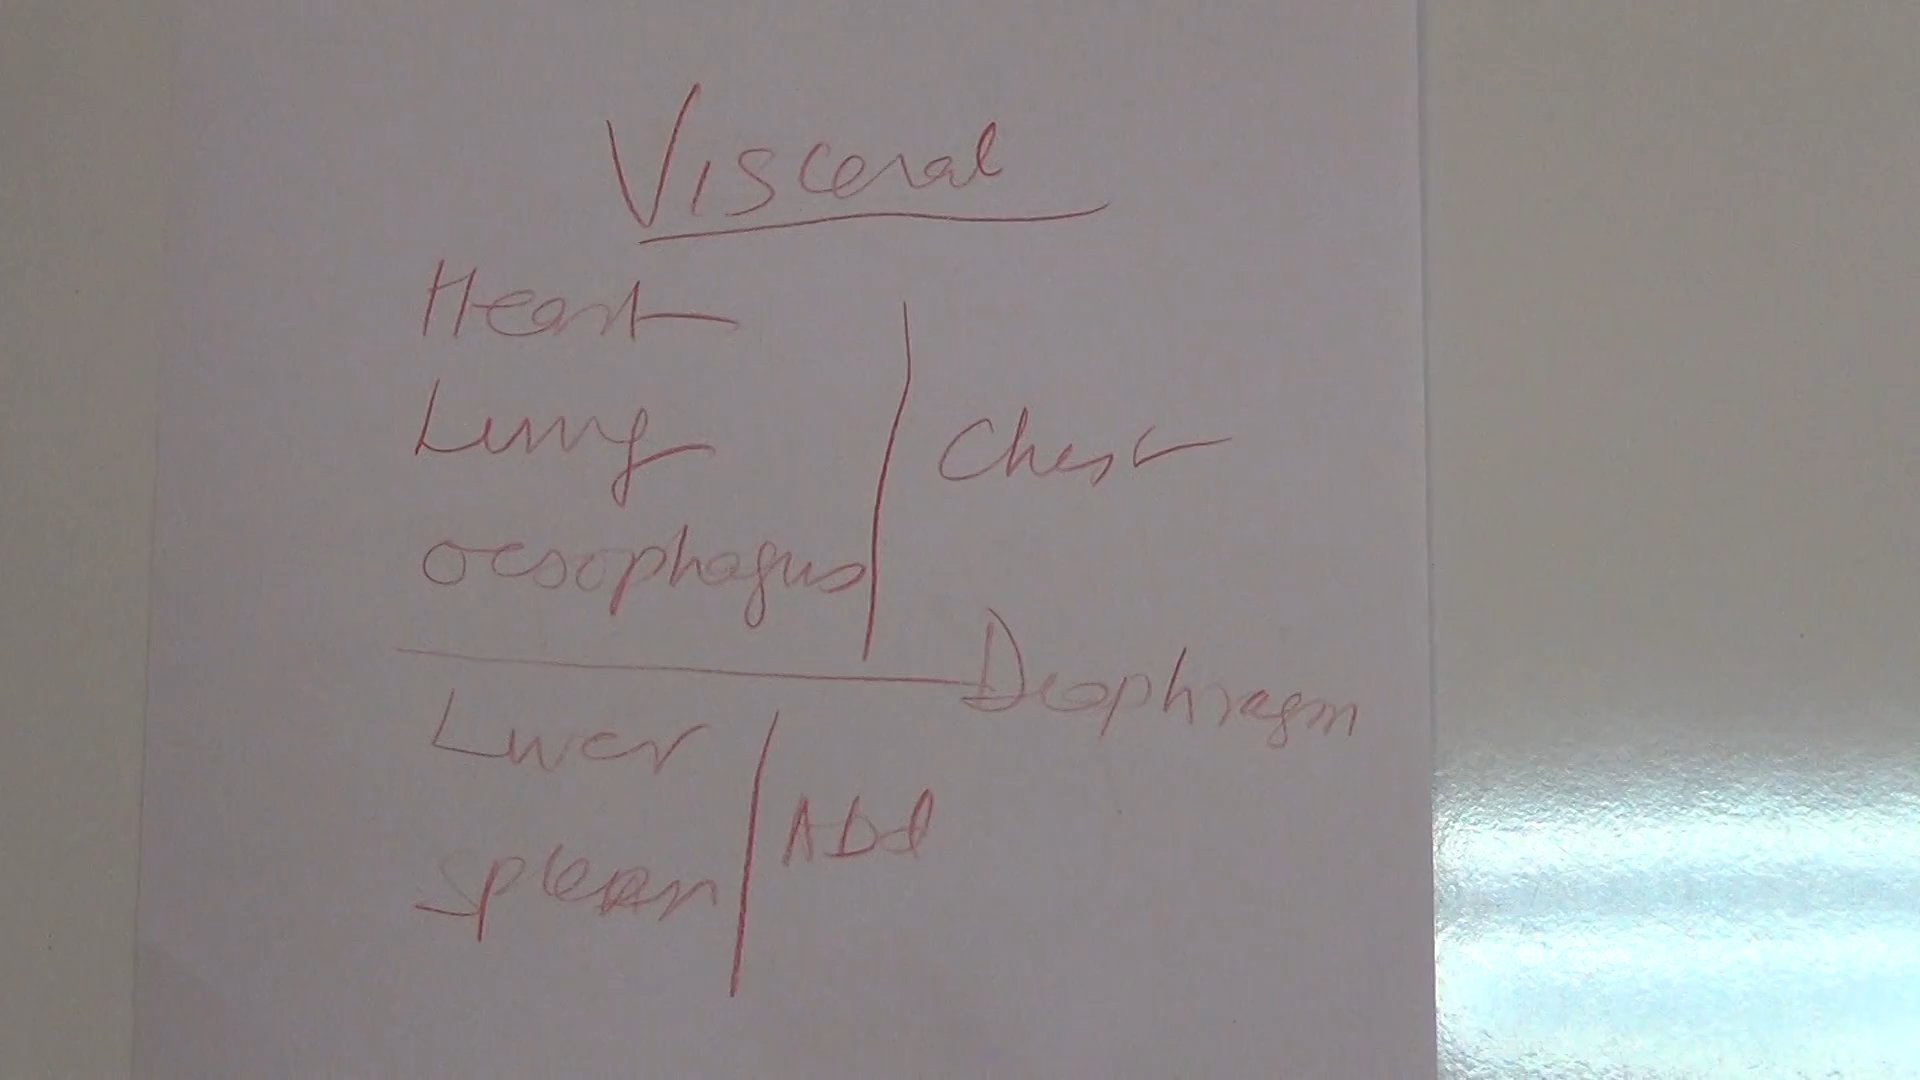 Visceral
Heart
Lung
Chest
oesophagus
Diaphragm
Liver
Abd
Spleen